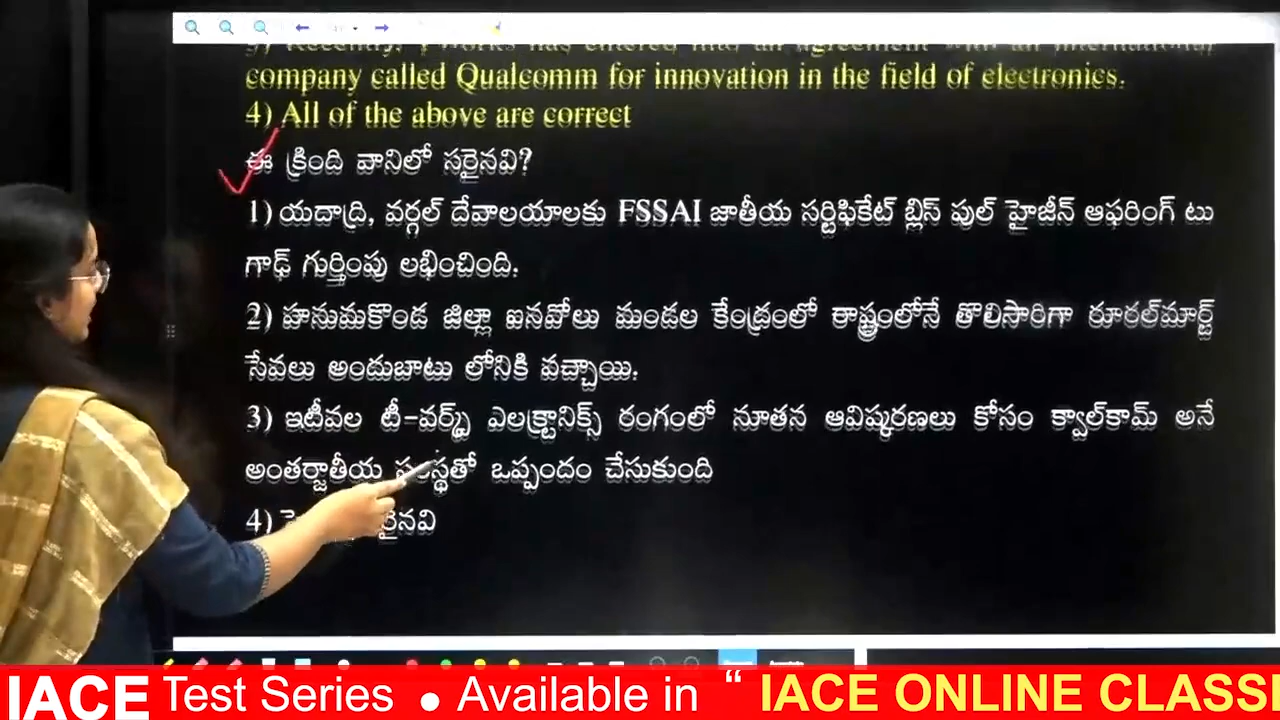 company called Qualcomm for innovation in the field of electronics.
4) All of the above are correct
ఈ క్రింది వానిలో సరైనవి?
1) యదాద్రి, వర్గల్ దేవాలయాలకు FSSAI జాతీయ సర్టిఫికేట్ బ్లిస్ ఫుల్ హైజీన్ ఆఫరింగ్ టు
గాఢ్ గుర్తింపు లభించింది.
2) హనుమకొండ జిల్లా ఐనవోలు మండల కేంద్రంలో రాష్ట్రంలోనే తొలిసారిగా రూరల్‌మార్ట్
సేవలు అందుబాటు లోనికి వచ్చాయి.
3) ఇటీవల టీ=వర్క్స్ ఎలక్ట్రానిక్స్ రంగంలో నూతన ఆవిష్కరణలు కోసం క్వాల్‌కామ్ అనే
అంతర్జాతీయ సంస్థతో ఒప్పందం చేసుకుంది
4)
IACE Test Series ● Available in “ IACE ONLINE CLASSE